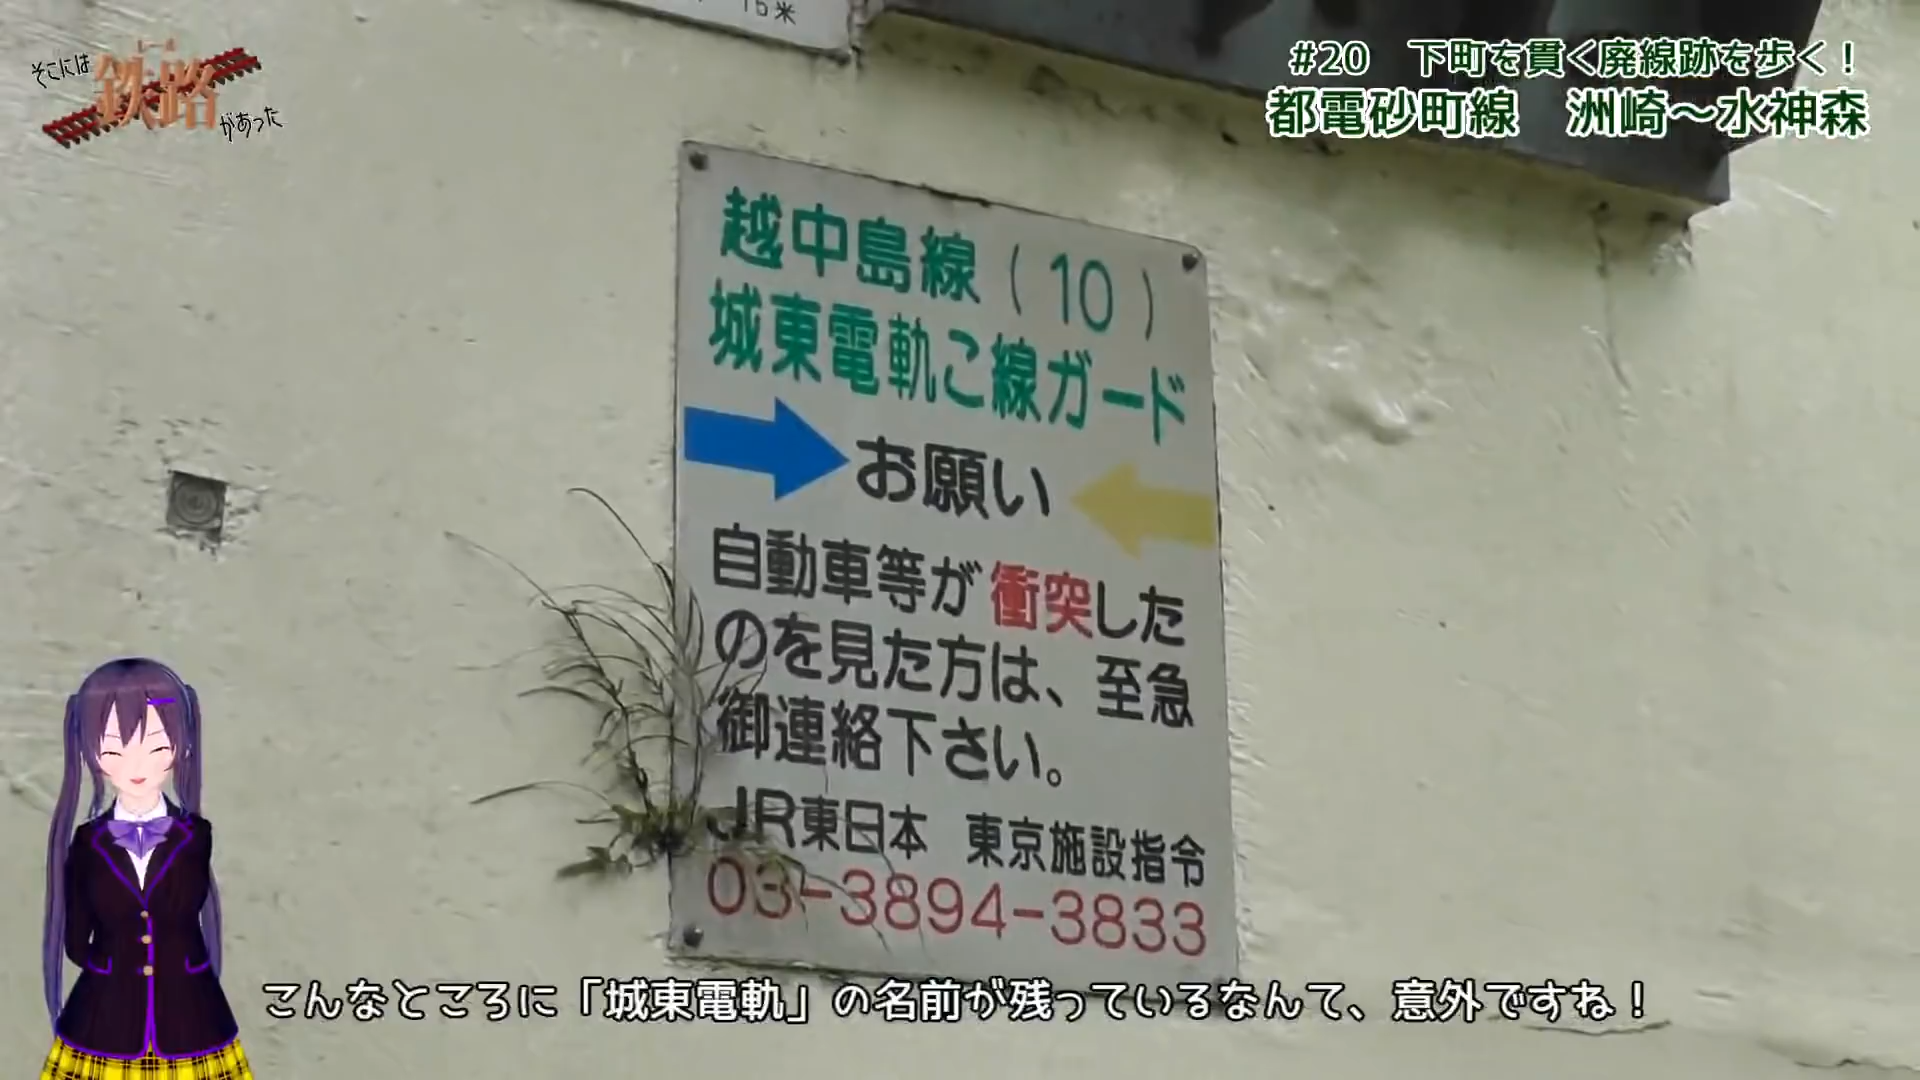 16米
そこには
レール
鉄路
があった
#20 下町を貫く廃線跡を歩く!
都電砂町線 洲崎〜水神森
越中島線(10)
城東電軌こ線ガード
お願い
自動車等が衝突した
のを見た方は、至急
御連絡下さい。
JR東日本 東京施設指令
03-3894-3833
こんなところに「城東電軌」の名前が残っているなんて、意外ですね!